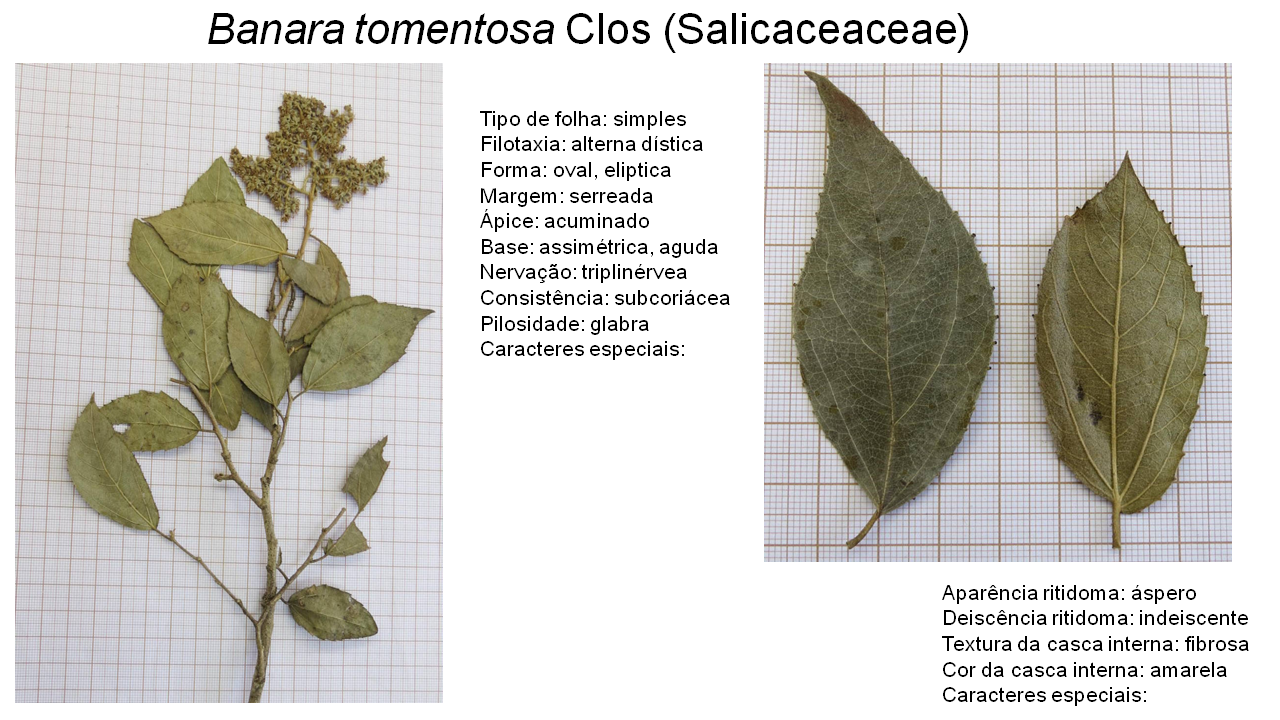 Banara tomentosa Clos (Salicaceaceae)
Tipo de folha: simples
Filotaxia: alterna dística
Forma: oval, eliptica
Margem: serreada
Ápice: acuminado
Base: assimétrica, aguda
Nervação: triplinérvea
Consistência: subcoriácea
Pilosidade: glabra
Caracteres especiais:
Aparência ritidoma: áspero
Deiscência ritidoma: indeiscente
Textura da casca interna: fibrosa
Cor da casca interna: amarela
Caracteres especiais: